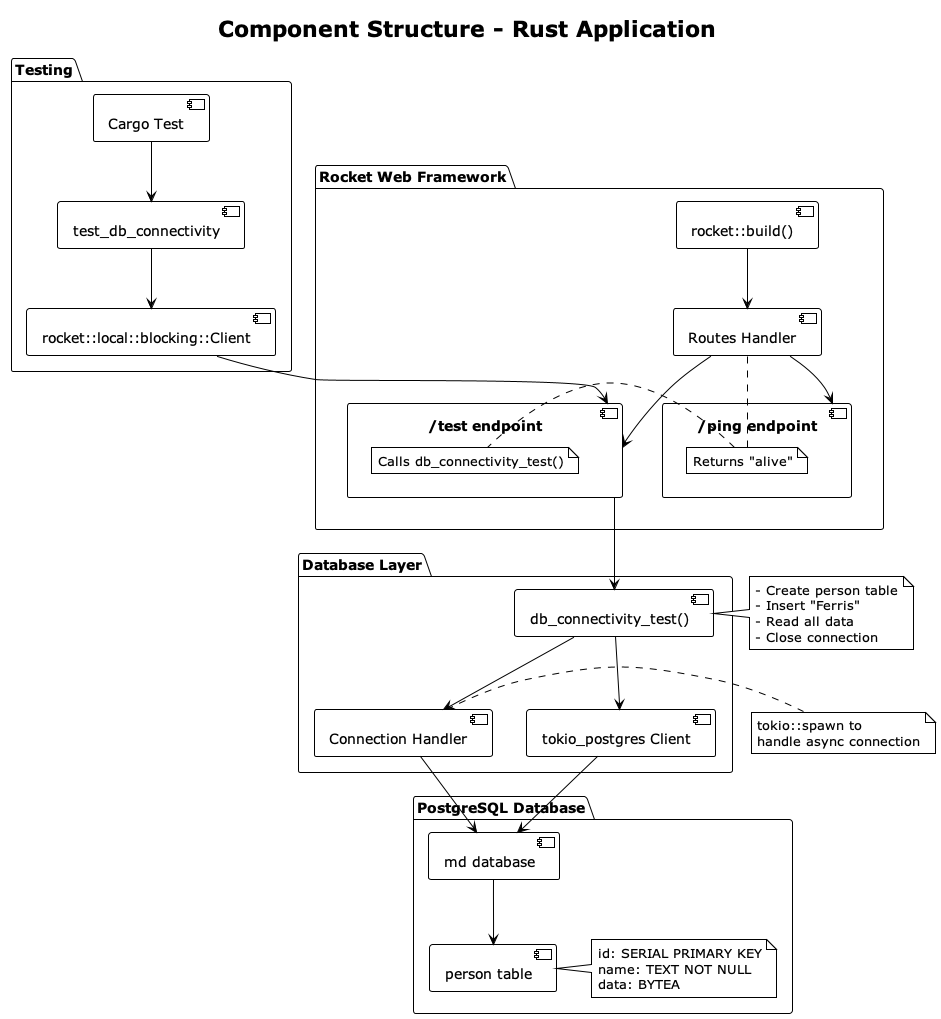 Component Structure - Rust Application
Testing
Cargo Test
test_db_connectivity
rocket::local::blocking::Client
Rocket Web Framework
rocket::build()
Routes Handler
/test endpoint
Calls db_connectivity_test()
/ping endpoint
Returns "alive"
Database Layer
db_connectivity_test()
- Create person table
- Insert "Ferris"
- Read all data
- Close connection
Connection Handler
tokio_postgres Client
tokio::spawn to
handle async connection
PostgreSQL Database
md database
person table
id: SERIAL PRIMARY KEY
name: TEXT NOT NULL
data: BYTEA